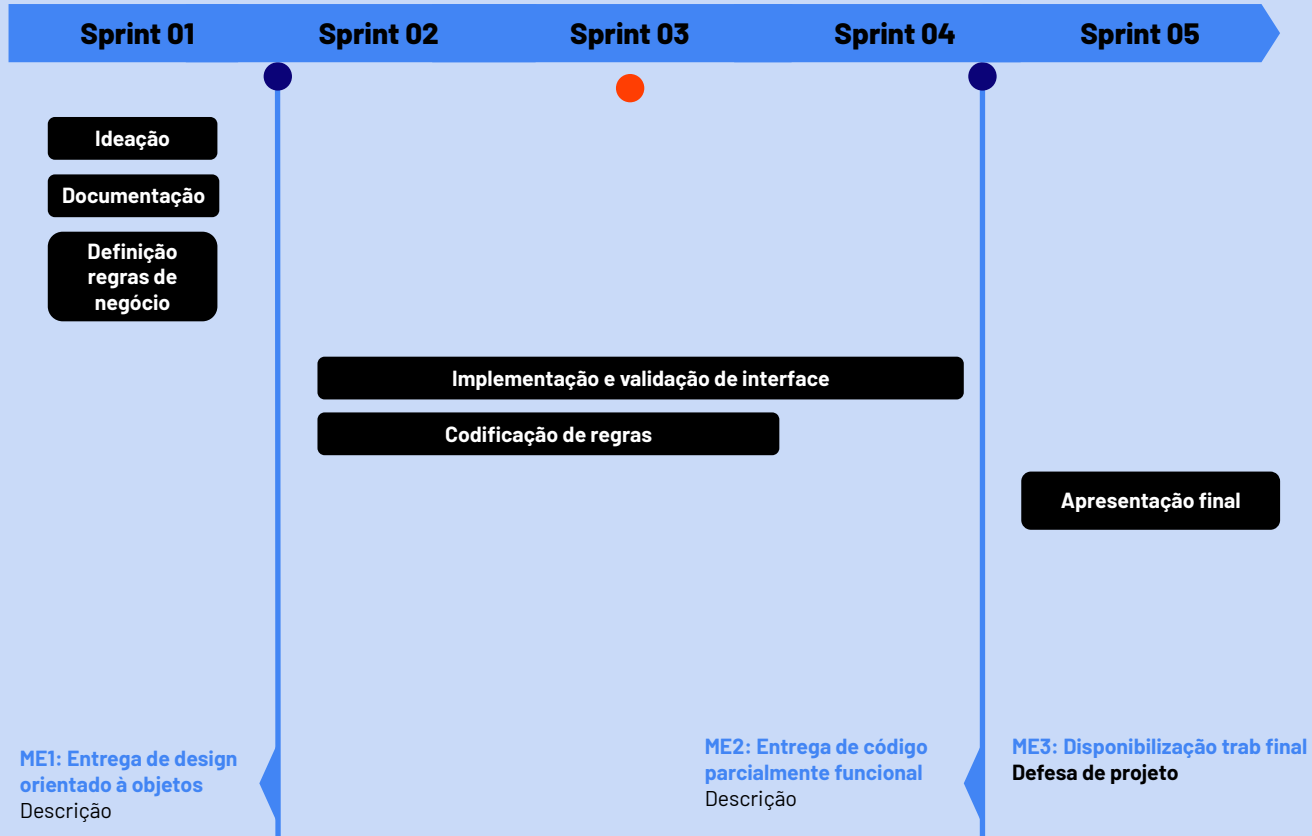 Sprint 01
Sprint 02
Sprint 03
Sprint 04
Sprint 05
Ideação
Documentação
Definição
regras de
negócio
Implementação e validação de interface
Codificação de regras
Apresentação final
ME1: Entrega de design
orientado à objetos
Descrição
ME2: Entrega de código
parcialmente funcional
Descrição
ME3: Disponibilização trab final
Defesa de projeto